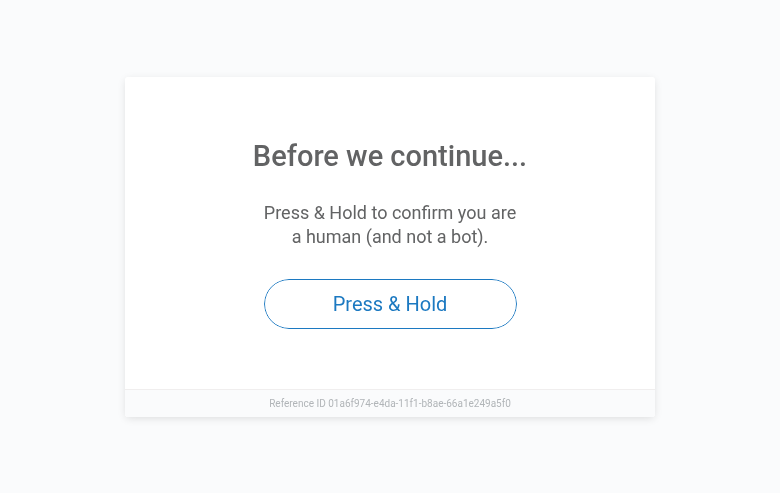 Before we continue...
Press & Hold to confirm you are
a human (and not a bot).
Press & Hold
Reference ID 01a6f974-e4da-11f1-b8ae-66a1e249a5f0